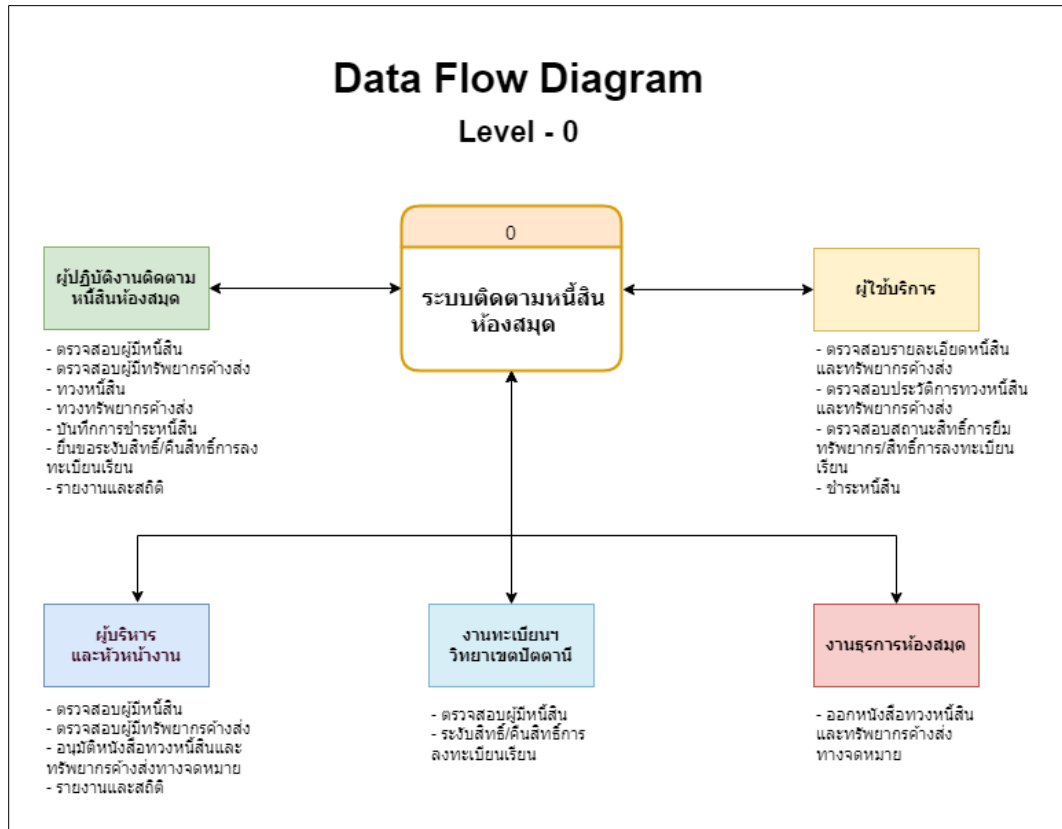 Data Flow Diagram
Level - 0
0
ระบบติดตามหนี้สิน
ห้องสมุด
ผู้ปฏิบัติงานติดตาม
หนี้สินห้องสมุด
- ตรวจสอบผู้มีหนี้สิน
- ตรวจสอบผู้มีทรัพยากรค้างส่ง
- ทวงหนี้สิน
- ทวงทรัพยากรค้างส่ง
- บันทึกการชำระหนี้สิน
- ยื่นขอระงับสิทธิ์/คืนสิทธิ์การลง
ทะเบียนเรียน
- รายงานและสถิติ
ผู้ใช้บริการ
- ตรวจสอบรายละเอียดหนี้สิน
และทรัพยากรค้างส่ง
- ตรวจสอบประวัติการทวงหนี้สิน
และทรัพยากรค้างส่ง
- ตรวจสอบสถานะสิทธิ์การยืม
ทรัพยากร/สิทธิ์การลงทะเบียน
เรียน
- ชำระหนี้สิน
ผู้บริหาร
และหัวหน้างาน
- ตรวจสอบผู้มีหนี้สิน
- ตรวจสอบผู้มีทรัพยากรค้างส่ง
- อนุมัติหนังสือทวงหนี้สินและ
ทรัพยากรค้างส่งทางจดหมาย
- รายงานและสถิติ
งานทะเบียนฯ
วิทยาเขตปัตตานี
- ตรวจสอบผู้มีหนี้สิน
- ระงับสิทธิ์/คืนสิทธิ์การ
ลงทะเบียนเรียน
งานธุรการห้องสมุด
- ออกหนังสือทวงหนี้สิน
และทรัพยากรค้างส่ง
ทางจดหมาย